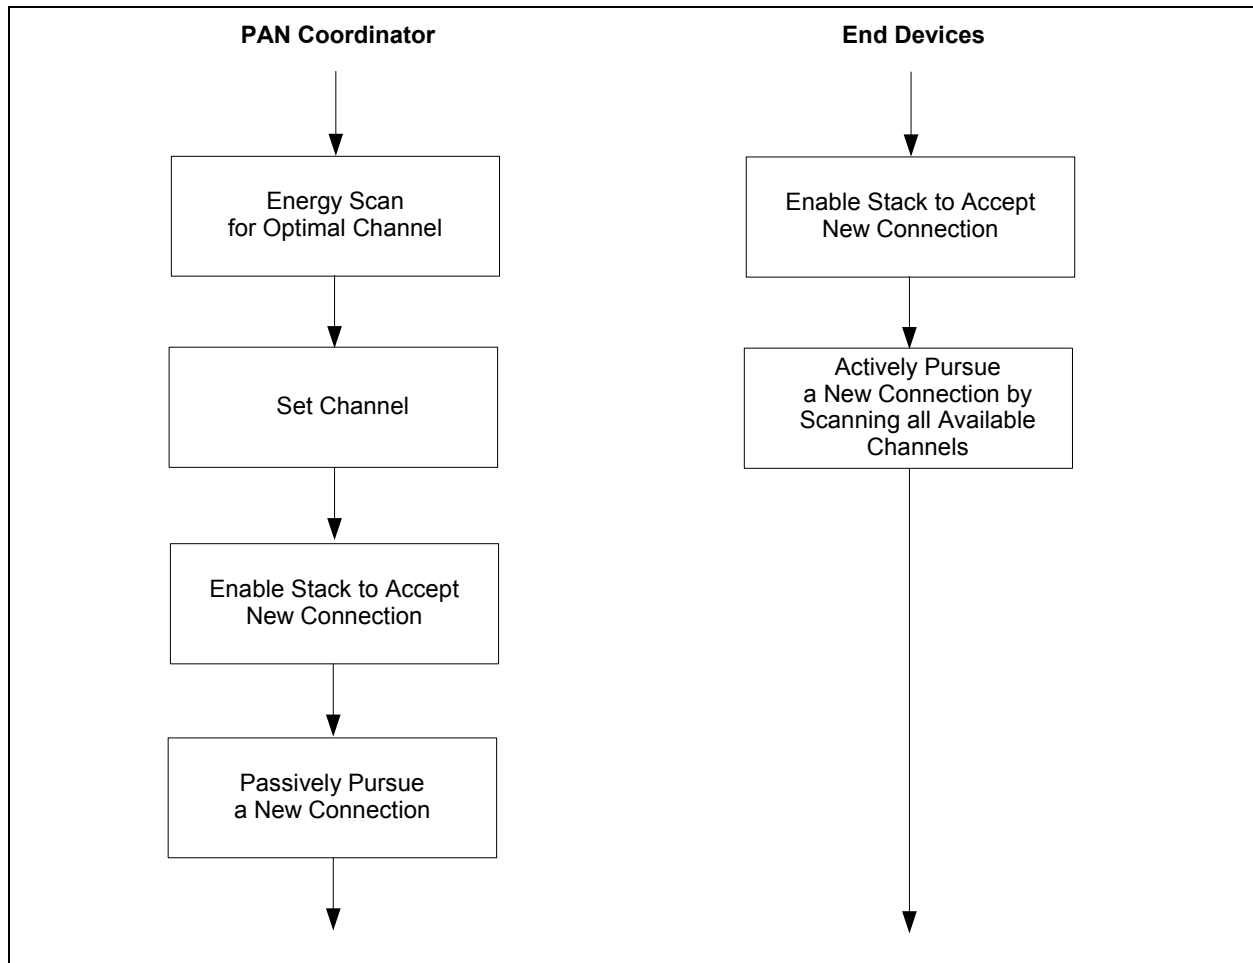 PAN Coordinator
Energy Scan
for Optimal Channel
Set Channel
Enable Stack to Accept
New Connection
Passively Pursue
a New Connection
End Devices
Enable Stack to Accept
New Connection
Actively Pursue
a New Connection by
Scanning all Available
Channels